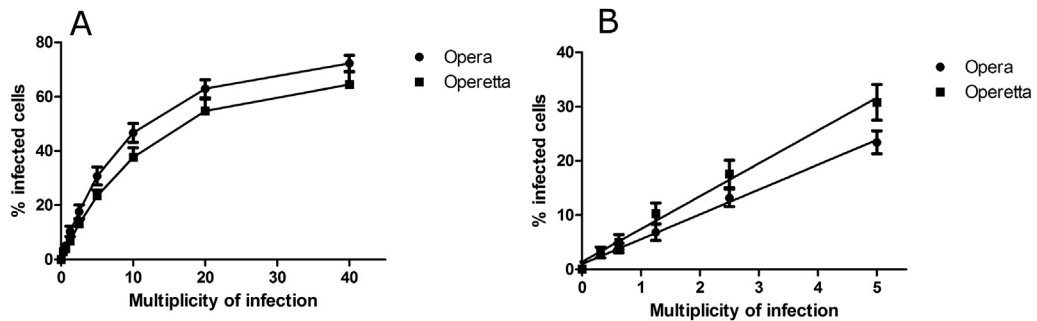 A
% infected cells
80
60
40
20
0
0 10 20 30 40
Multiplicity of infection
Opera
Operetta
B
% infected cells
40
30
20
10
0
0 1 2 3 4 5
Multiplicity of infection
Opera
Operetta